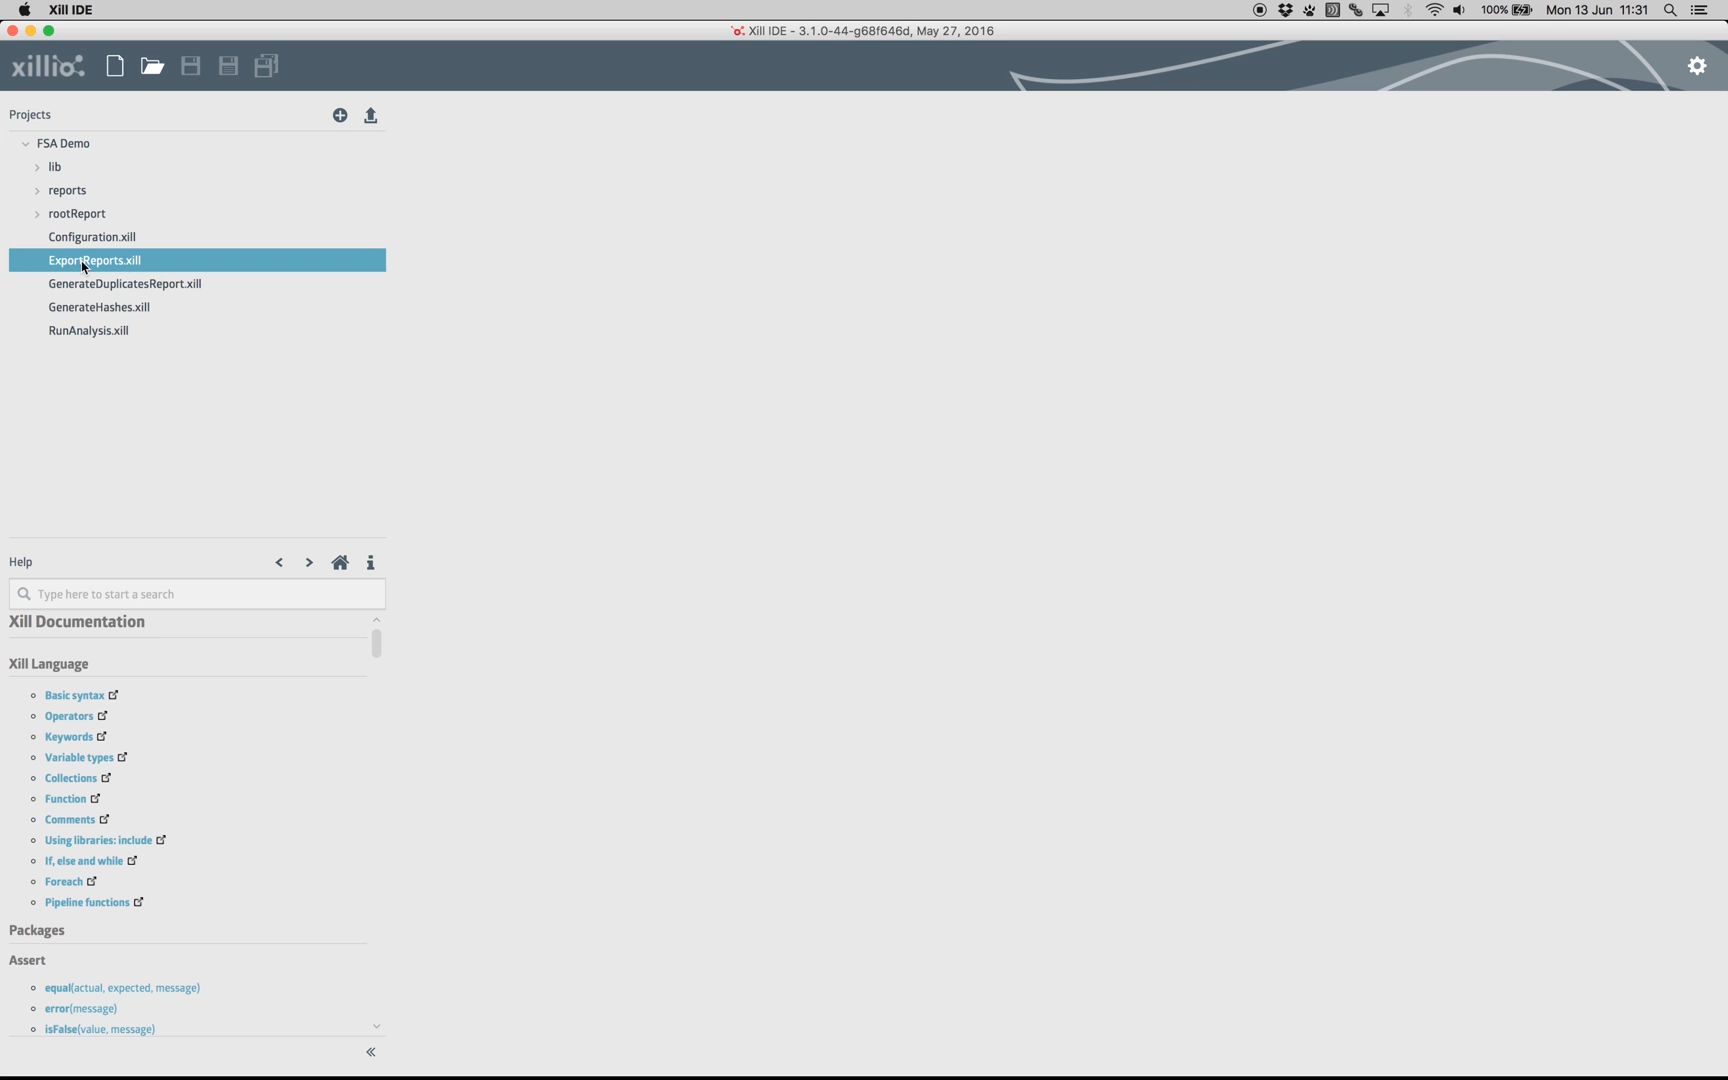 Xill IDE
100%
Mon 13 Jun 11:31
Xill IDE - 3.1.0-44-g68f646d, May 27, 2016
xillio
Projects
FSA Demo
lib
reports
rootReport
Configuration.xill
ExportReports.xill
GenerateDuplicatesReport.xill
GenerateHashes.xill
RunAnalysis.xill
Help
Type here to start a search
Xill Documentation
Xill Language
Basic syntax
Operators
Keywords
Variable types
Collections
Function
Comments
Using libraries: include
If, else and while
Foreach
Pipeline functions
Packages
Assert
equal(actual, expected, message)
error(message)
isFalse(value, message)